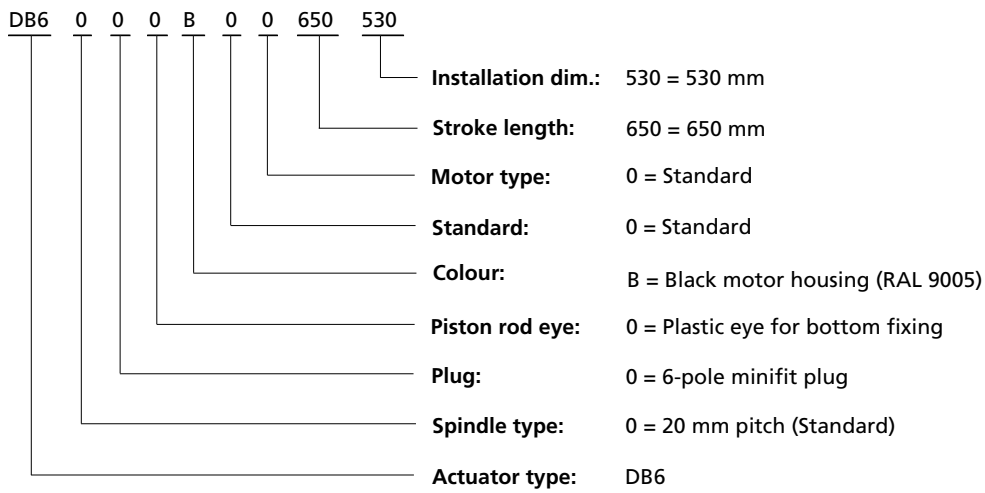 DB6 0 0 0 B 0 0 650 530
Installation dim.: 530 = 530 mm
Stroke length: 650 = 650 mm
Motor type: 0 = Standard
Standard: 0 = Standard
Colour: B = Black motor housing (RAL 9005)
Piston rod eye: 0 = Plastic eye for bottom fixing
Plug: 0 = 6-pole minifit plug
Spindle type: 0 = 20 mm pitch (Standard)
Actuator type: DB6